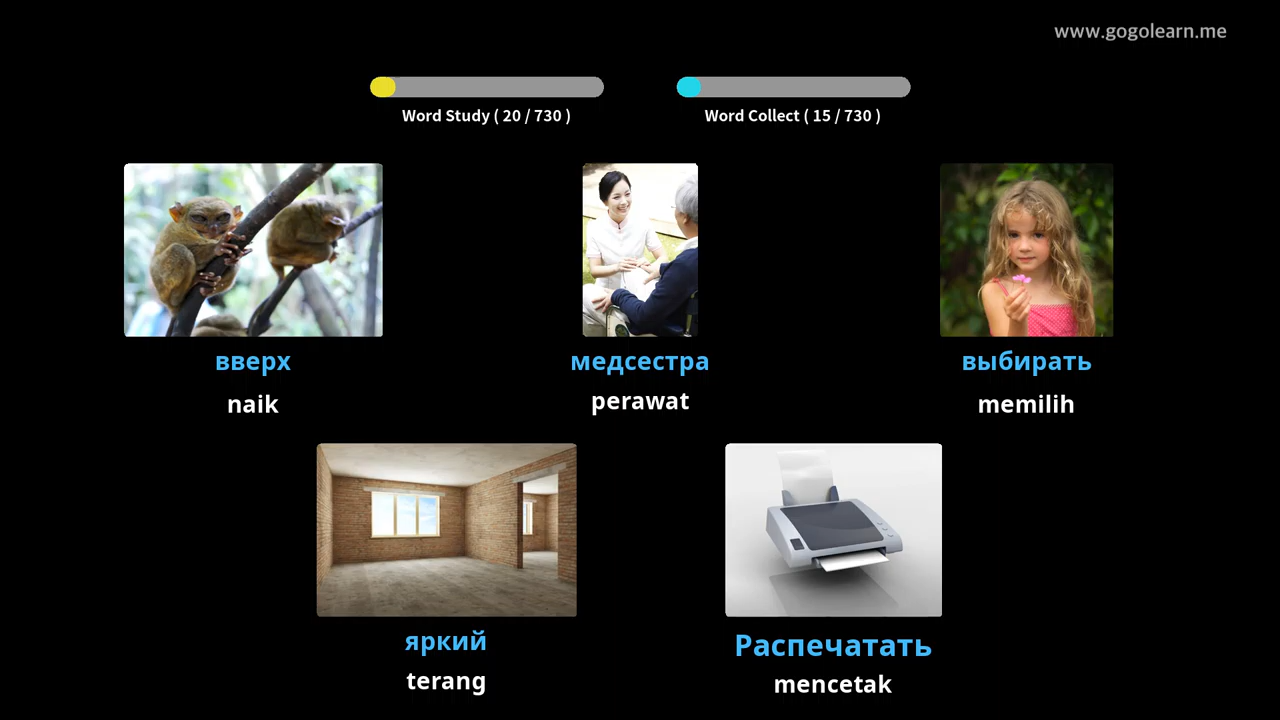 www.gogolearn.me
Word Study ( 20 / 730 )
Word Collect ( 15 / 730 )
вверх
naik
медсестра
perawat
выбирать
memilih
яркий
terang
Распечатать
mencetak